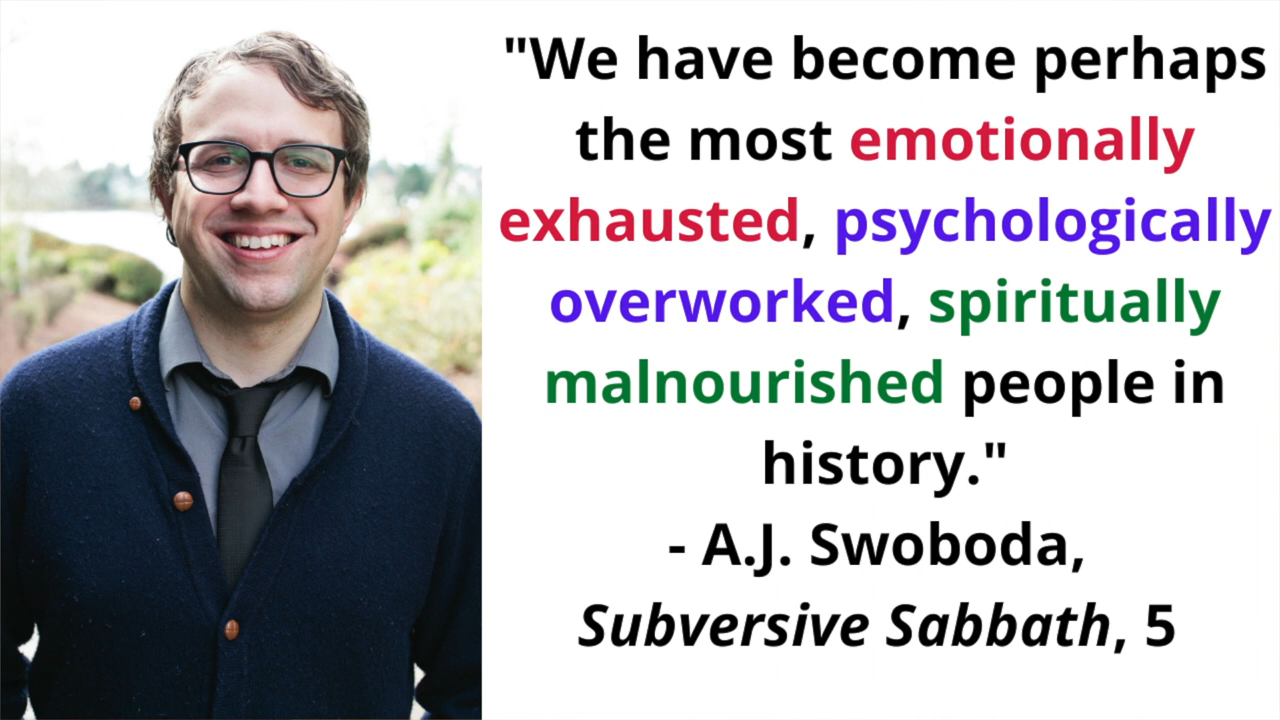 "We have become perhaps
the most emotionally
exhausted, psychologically
overworked, spiritually
malnourished people in
history."
- A.J. Swoboda,
Subversive Sabbath, 5